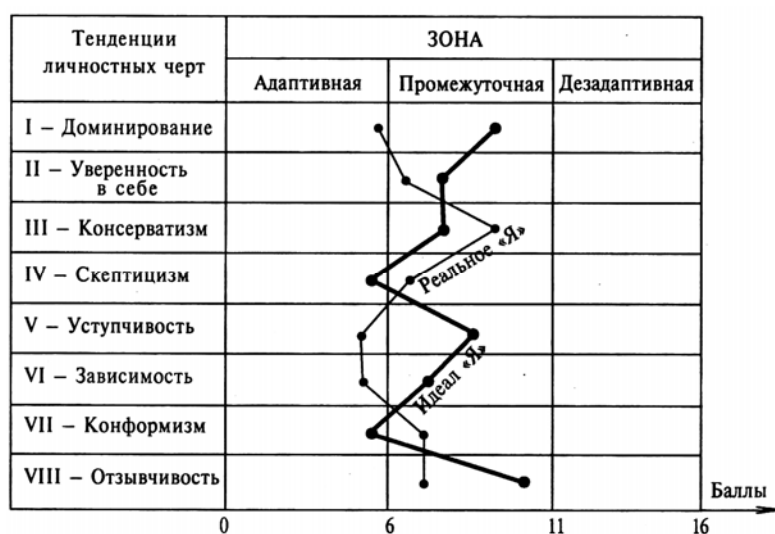 Тенденции
личностных черт
ЗОНА
Адаптивная
Промежуточная
Дезадаптивная
I – Доминирование
II – Уверенность
в себе
III – Консерватизм
IV – Скептицизм
Реальное «Я»
V – Уступчивость
VI – Зависимость
Идеал «Я»
VII – Конформизм
VIII – Отзывчивость
Баллы
0
6
11
16